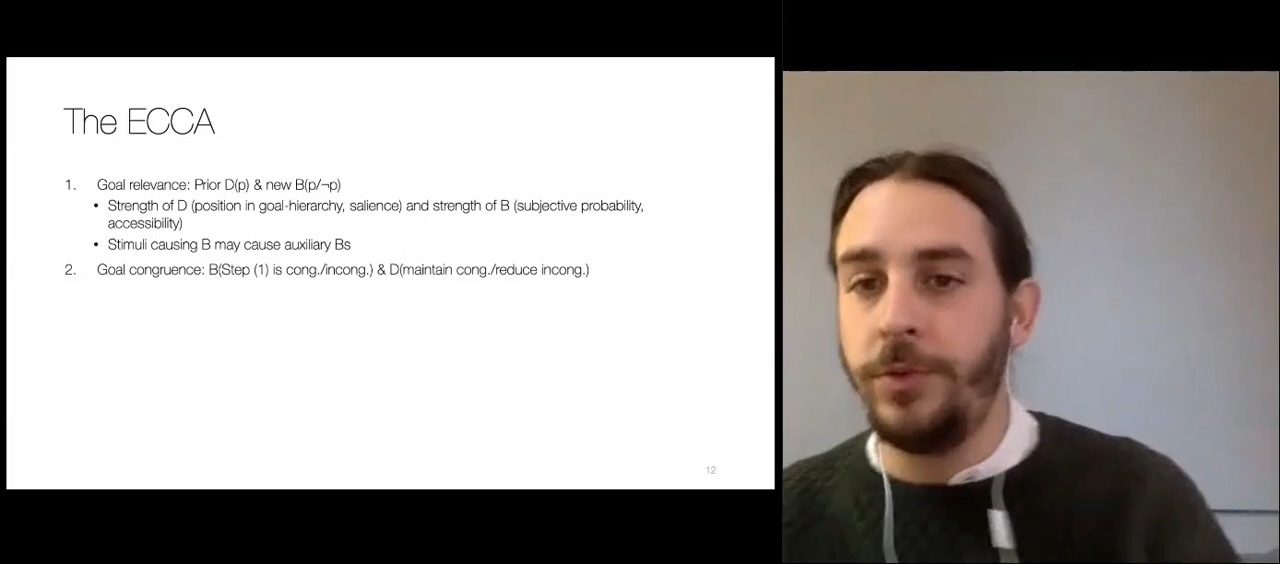 The ECCA
1. Goal relevance: Prior D(p) & new B(p/¬p)
• Strength of D (position in goal-hierarchy, salience) and strength of B (subjective probability,
accessibility)
• Stimuli causing B may cause auxiliary Bs
2. Goal congruence: B(Step (1) is cong./incong.) & D(maintain cong./reduce incong.)
12